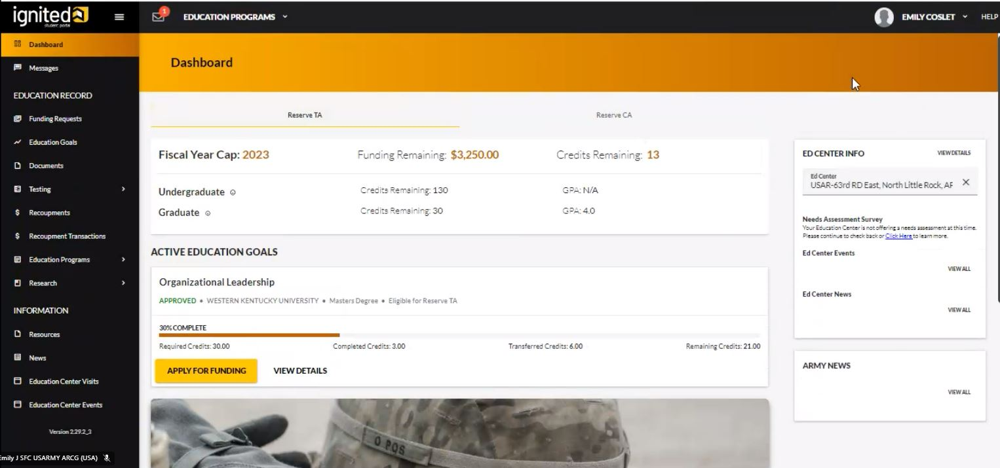 ignited
student portal
1
EDUCATION PROGRAMS
EMILY COSLET
HELP
Dashboard
Messages
EDUCATION RECORD
Funding Requests
Education Goals
Documents
Testing
Recoupments
Recoupment Transactions
Education Programs
Research
INFORMATION
Resources
News
Education Center Visits
Education Center Events
Version 2.29.2_3
Emily J SFC USARMY ARCG (USA)
Dashboard
Reserve TA
Reserve CA
Fiscal Year Cap: 2023
Funding Remaining: $3,250.00
Credits Remaining: 13
Undergraduate
Credits Remaining: 130
GPA: N/A
Graduate
Credits Remaining: 30
GPA: 4.0
ACTIVE EDUCATION GOALS
Organizational Leadership
APPROVED • WESTERN KENTUCKY UNIVERSITY • Masters Degree • Eligible for Reserve TA
30% COMPLETE
Required Credits: 30.00
Completed Credits: 3.00
Transferred Credits: 6.00
Remaining Credits: 21.00
APPLY FOR FUNDING
VIEW DETAILS
O POS
ED CENTER INFO
VIEW DETAILS
Ed Center
USAR-63rd RD East, North Little Rock, AF
Needs Assessment Survey
Your Education Center is not offering a needs assessment at this time.
Please continue to check back or Click Here to learn more.
Ed Center Events
VIEW ALL
Ed Center News
VIEW ALL
ARMY NEWS
VIEW ALL